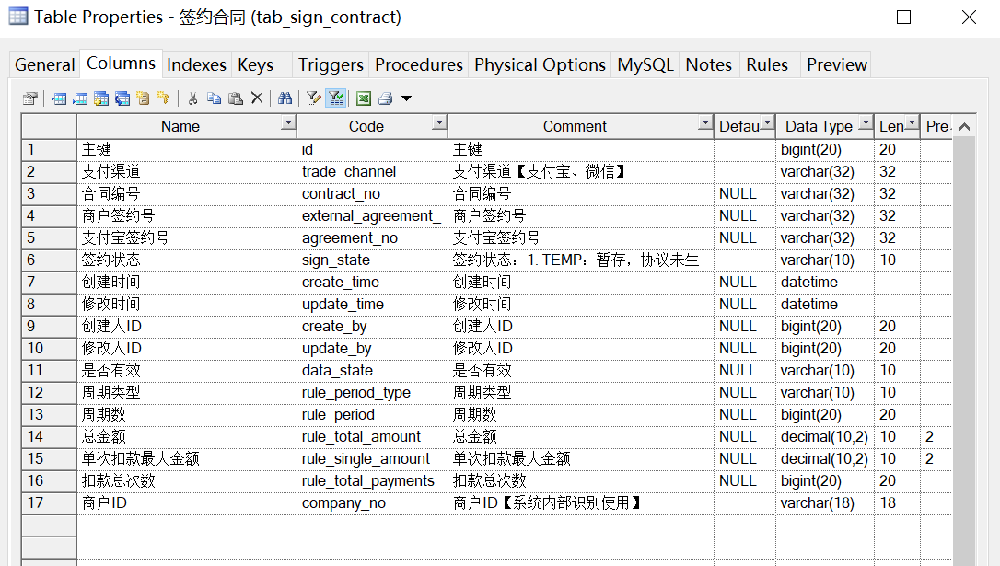 Table Properties - 签约合同 (tab_sign_contract)
General Columns Indexes Keys Triggers Procedures Physical Options MySQL Notes Rules Preview
Name Code Comment Defau Data Type Len Pre
1 主键 id 主键 bigint(20) 20
2 支付渠道 trade_channel 支付渠道【支付宝、微信】 varchar(32) 32
3 合同编号 contract_no 合同编号 NULL varchar(32) 32
4 商户签约号 external_agreement_ 商户签约号 NULL varchar(32) 32
5 支付宝签约号 agreement_no 支付宝签约号 NULL varchar(32) 32
6 签约状态 sign_state 签约状态：1. TEMP：暂存，协议未生 varchar(10) 10
7 创建时间 create_time 创建时间 NULL datetime
8 修改时间 update_time 修改时间 NULL datetime
9 创建人ID create_by 创建人ID NULL bigint(20) 20
10 修改人ID update_by 修改人ID NULL bigint(20) 20
11 是否有效 data_state 是否有效 NULL varchar(10) 10
12 周期类型 rule_period_type 周期类型 NULL varchar(10) 10
13 周期数 rule_period 周期数 NULL bigint(20) 20
14 总金额 rule_total_amount 总金额 NULL decimal(10,2) 10 2
15 单次扣款最大金额 rule_single_amount 单次扣款最大金额 NULL decimal(10,2) 10 2
16 扣款总次数 rule_total_payments 扣款总次数 NULL bigint(20) 20
17 商户ID company_no 商户ID【系统内部识别使用】 varchar(18) 18